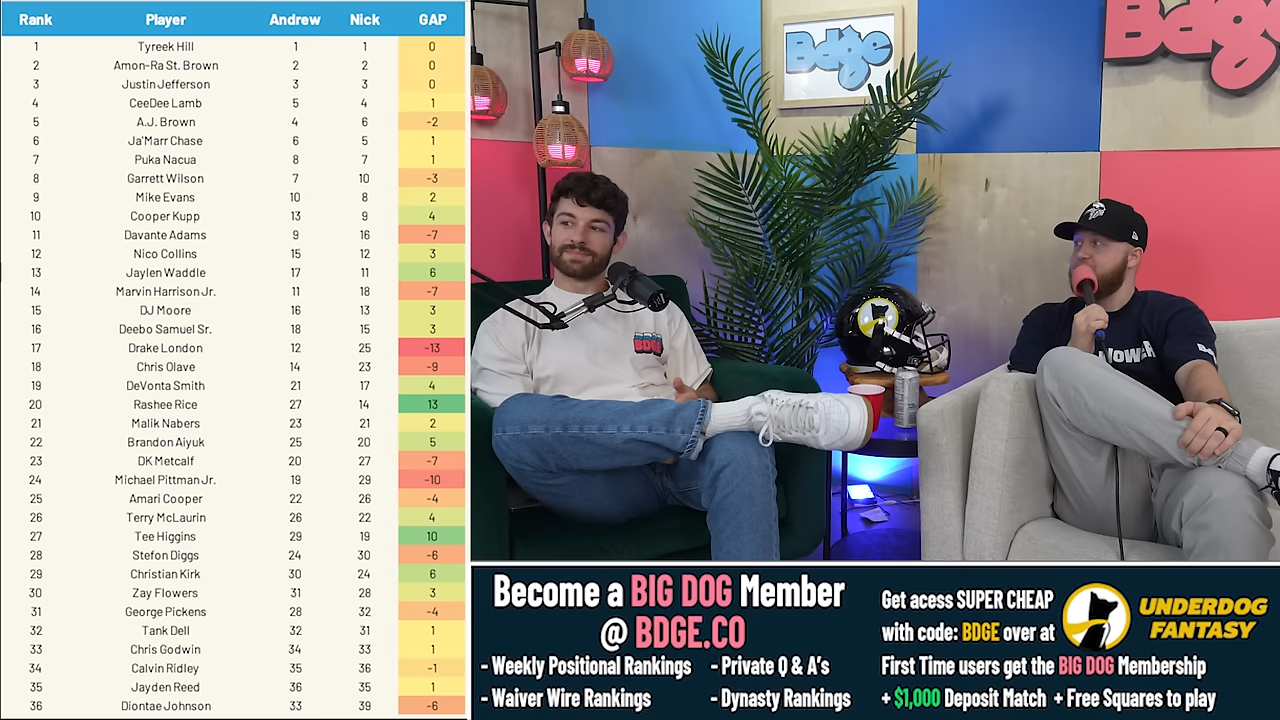 Rank Player Andrew Nick GAP
1 Tyreek Hill 1 1 0
2 Amon-Ra St. Brown 2 2 0
3 Justin Jefferson 3 3 0
4 CeeDee Lamb 5 4 1
5 A.J. Brown 4 6 -2
6 Ja'Marr Chase 6 5 1
7 Puka Nacua 8 7 1
8 Garrett Wilson 7 10 -3
9 Mike Evans 10 8 2
10 Cooper Kupp 13 9 4
11 Davante Adams 9 16 -7
12 Nico Collins 15 12 3
13 Jaylen Waddle 17 11 6
14 Marvin Harrison Jr. 11 18 -7
15 DJ Moore 16 13 3
16 Deebo Samuel Sr. 18 15 3
17 Drake London 12 25 -13
18 Chris Olave 14 23 -9
19 DeVonta Smith 21 17 4
20 Rashee Rice 27 14 13
21 Malik Nabers 23 21 2
22 Brandon Aiyuk 25 20 5
23 DK Metcalf 20 27 -7
24 Michael Pittman Jr. 19 29 -10
25 Amari Cooper 22 26 -4
26 Terry McLaurin 26 22 4
27 Tee Higgins 29 19 10
28 Stefon Diggs 24 30 -6
29 Christian Kirk 30 24 6
30 Zay Flowers 31 28 3
31 George Pickens 28 32 -4
32 Tank Dell 32 31 1
33 Chris Godwin 34 33 1
34 Calvin Ridley 35 36 -1
35 Jayden Reed 36 35 1
36 Diontae Johnson 33 39 -6
Bdge
Bdge
BDGE
Become a BIG DOG Member
@ BDGE.CO
- Weekly Positional Rankings - Private Q & A's
- Waiver Wire Rankings - Dynasty Rankings
Get acess SUPER CHEAP
with code: BDGE over at
UNDERDOG
FANTASY
First Time users get the BIG DOG Membership
+ $1,000 Deposit Match + Free Squares to play